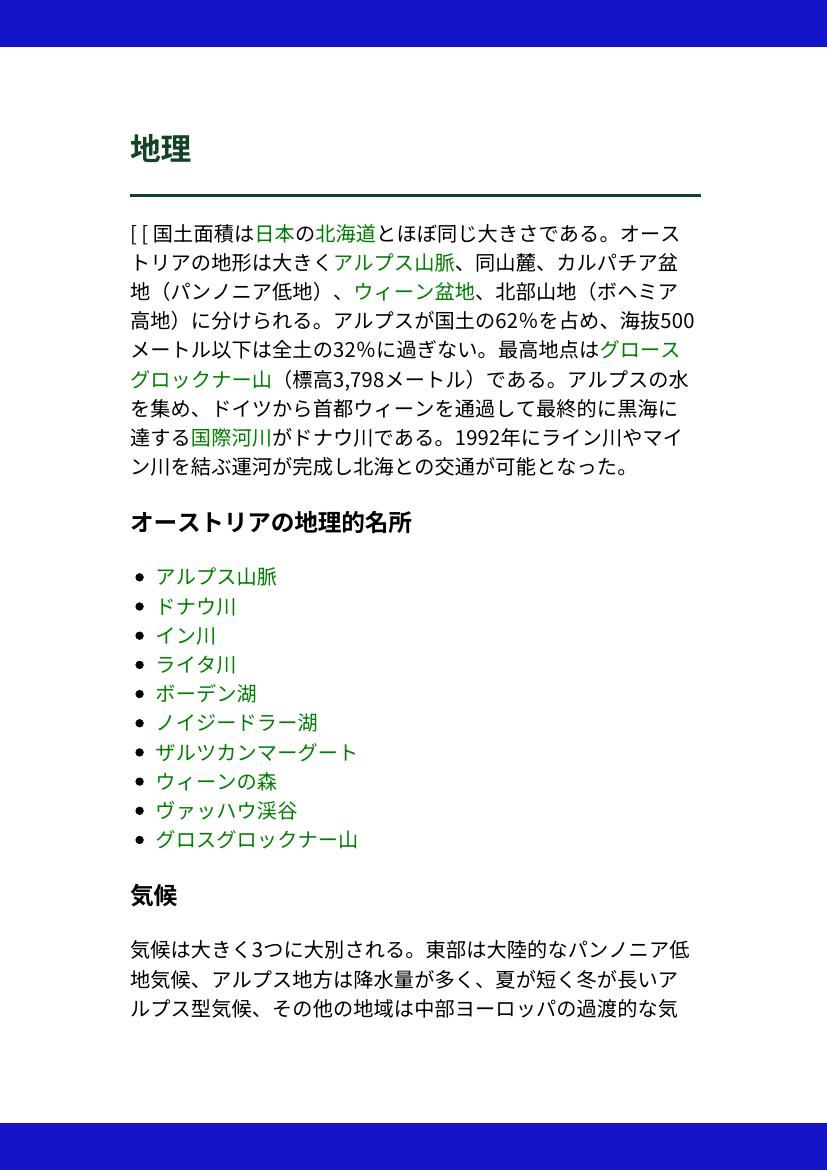 地理
[ [ 国土面積は日本の北海道とほぼ同じ大きさである。オース
トリアの地形は大きくアルプス山脈、同山麓、カルパチア盆
地（パンノニア低地）、ウィーン盆地、北部山地（ボヘミア
高地）に分けられる。アルプスが国土の62%を占め、海抜500
メートル以下は全土の32%に過ぎない。最高地点はグロース
グロックナー山（標高3,798メートル）である。アルプスの水
を集め、ドイツから首都ウィーンを通過して最終的に黒海に
達する国際河川がドナウ川である。1992年にライン川やマイ
ン川を結ぶ運河が完成し北海との交通が可能となった。
オーストリアの地理的名所
• アルプス山脈
• ドナウ川
• イン川
• ライタ川
• ボーデン湖
• ノイジードラー湖
• ザルツカンマーグート
• ウィーンの森
• ヴァッハウ渓谷
• グロスグロックナー山
気候
気候は大きく3つに大別される。東部は大陸的なパンノニア低
地気候、アルプス地方は降水量が多く、夏が短く冬が長いア
ルプス型気候、その他の地域は中部ヨーロッパの過渡的な気